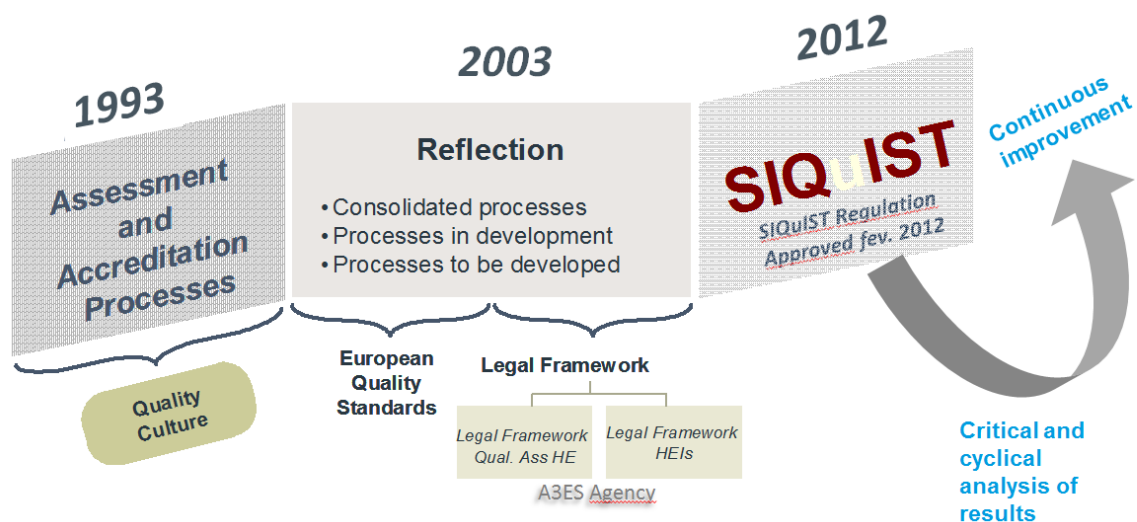 1993
2003
2012
Assessment
and
Accreditation
Processes
Reflection
• Consolidated processes
• Processes in development
• Processes to be developed
SIQuIST
SIQuIST Regulation
Approved fev. 2012
Continuous
improvement
Quality
Culture
European
Quality
Standards
Legal Framework
Legal Framework
Qual. Ass HE
Legal Framework
HEIs
A3ES Agency
Critical and
cyclical
analysis of
results